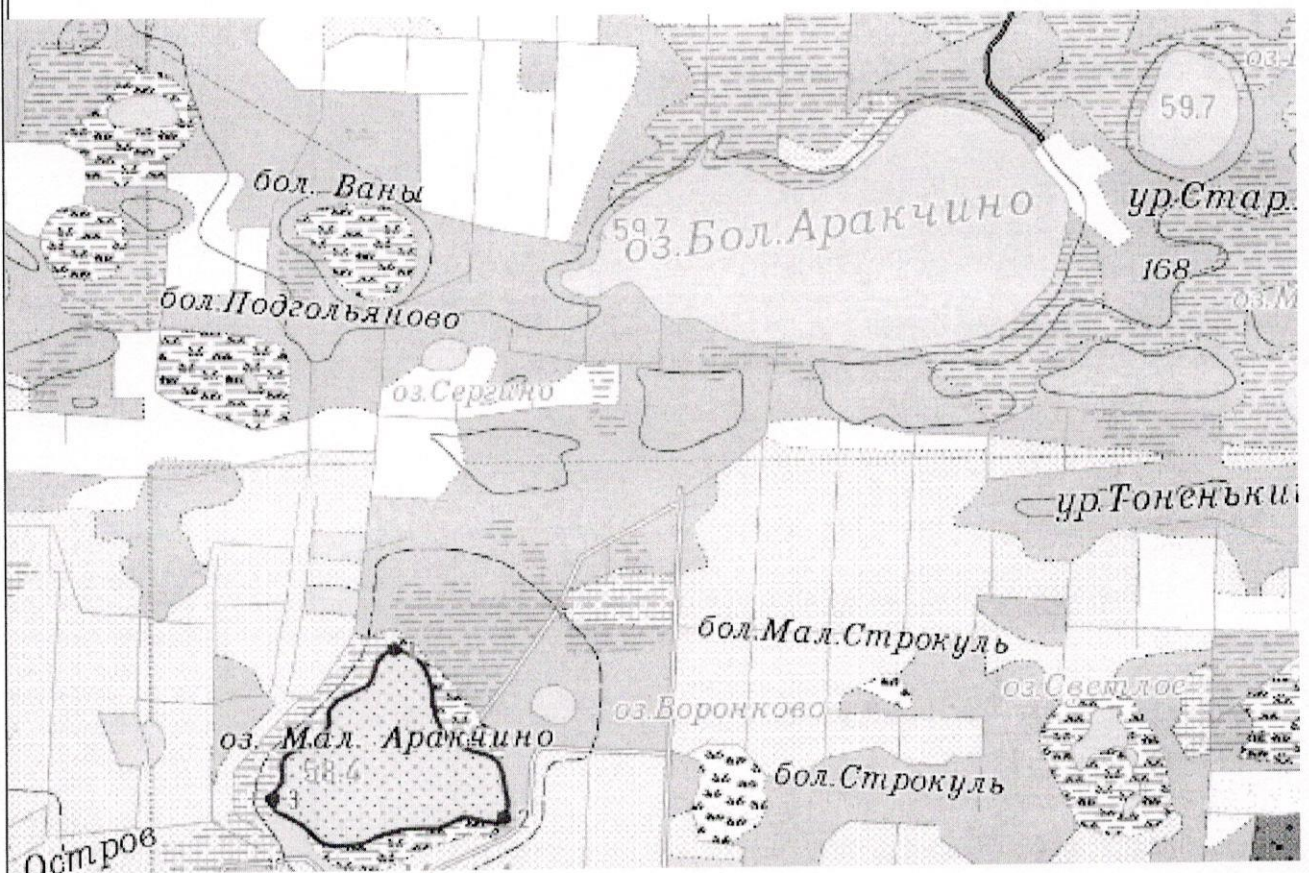 59.7
бол. Ваны
ур.Стар.
59.7
оз.Бол.Аракчино
168
бол.Подгольяново
оз.Сергино
ур.Тоненьки
бол.Мал.Строкуль
оз.Светлое
оз.Воронково
оз. Мал. Аракчино
58.4
бол.Строкуль
3
2
Остров